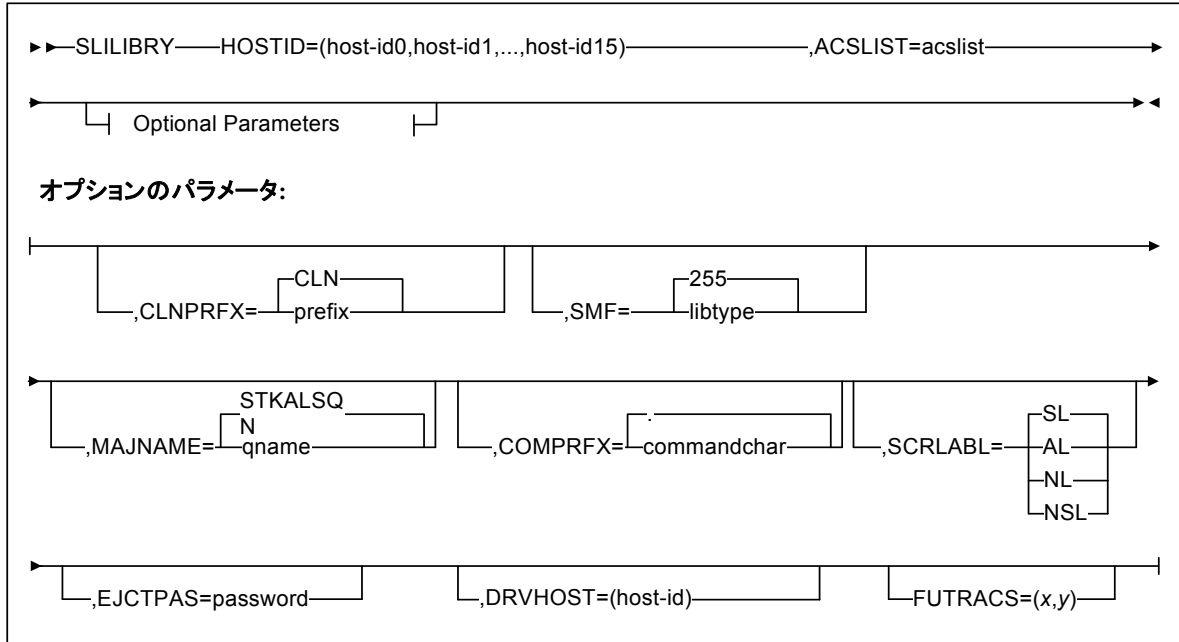 SLILIBRY HOSTID=(host-id0,host-id1,...,host-id15) ,ACSLIST=acslist
Optional Parameters
オプションのパラメータ:
CLN
,CLNPRFX= prefix
255
,SMF= libtype
STKALSQ
N
,MAJNAME= qname
.
,COMPRFX= commandchar
SL
,SCRLABL= AL
NL
NSL
,EJCTPAS=password ,DRVHOST=(host-id) FUTRACS=(x,y)